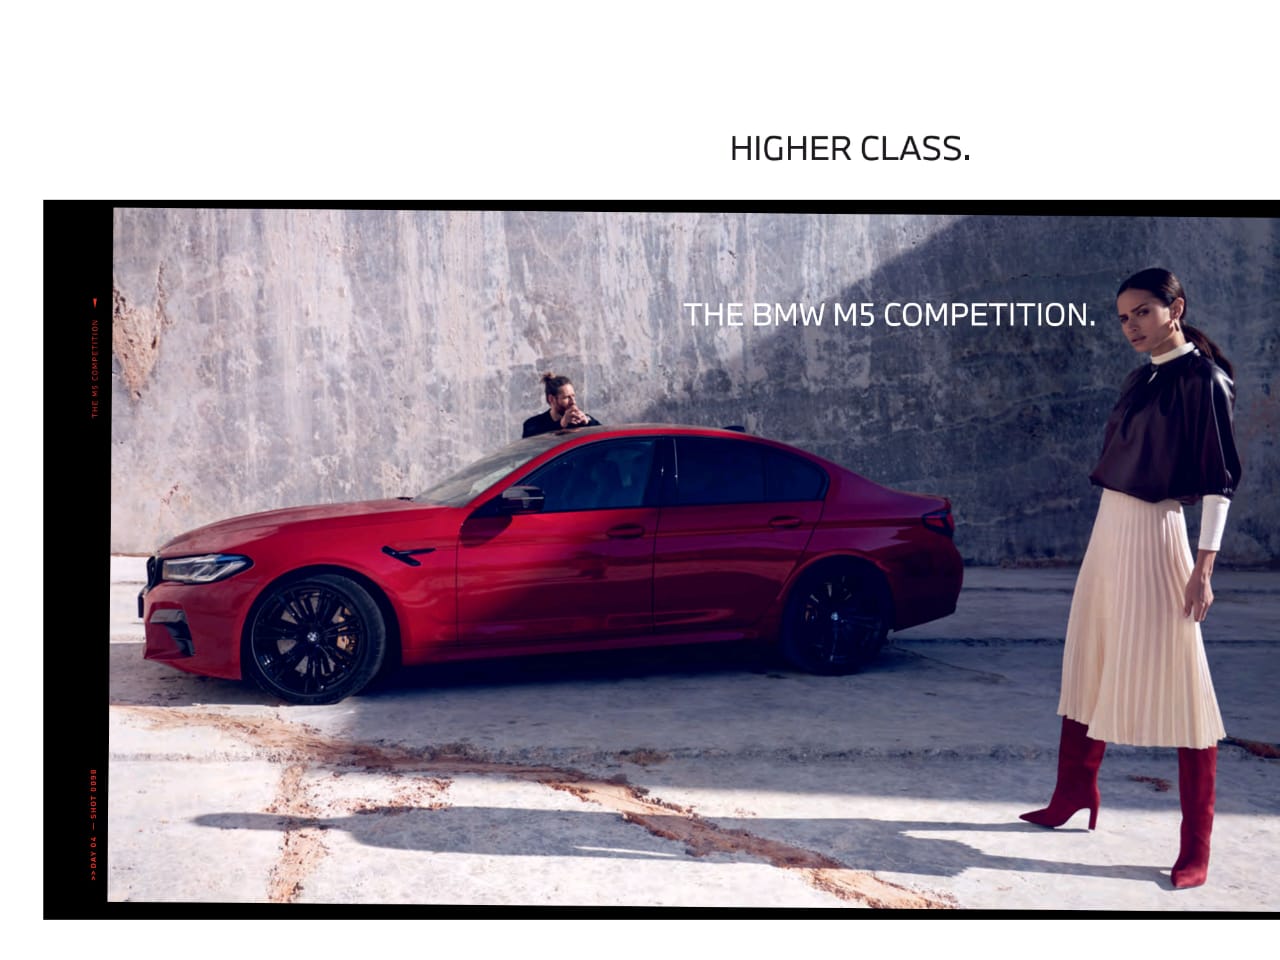 HIGHER CLASS.
THE BMW M5 COMPETITION.
THE M5 COMPETITION
>>DAY 04 — SHOT 0098